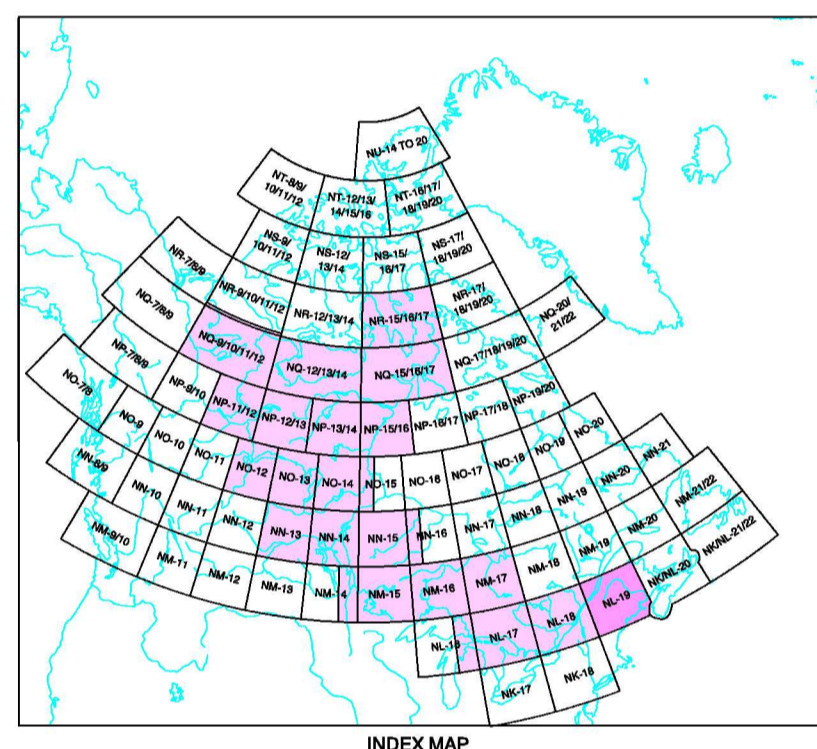 NU-14 TO 20
NT-8/9/
10/11/12
NT-12/13/
14/15/16
NT-16/17/
18/19/20
NS-9/
10/11/12
NS-12/
13/14
NS-15/
16/17
NS-17/
18/19/20
NR-7/8/9
NR-9/10/11/12
NR-12/13/14
NR-15/16/17
NR-17/
18/19/20
NQ-20/
21/22
NQ-7/8/9
NQ-9/10/11/12
NQ-12/13/14
NQ-15/16/17
NQ-17/18/19/20
NP-7/8/9
NP-9/10
NP-11/12
NP-12/13
NP-13/14
NP-15/16
NP-16/17
NP-17/18
NP-19/20
NO-7/8
NO-9
NO-10
NO-11
NO-12
NO-13
NO-14
NO-15
NO-16
NO-17
NO-18
NO-19
NO-20
NN-8/9
NN-10
NN-11
NN-12
NN-13
NN-14
NN-15
NN-16
NN-17
NN-18
NN-19
NN-20
NN-21
NM-9/10
NM-11
NM-12
NM-13
NM-14
NM-15
NM-16
NM-17
NM-18
NM-19
NM-20
NM-21/22
NL-16
NL-17
NL-18
NL-19
NK/NL-20
NK/NL-21/22
NK-17
NK-18
INDEX MAP